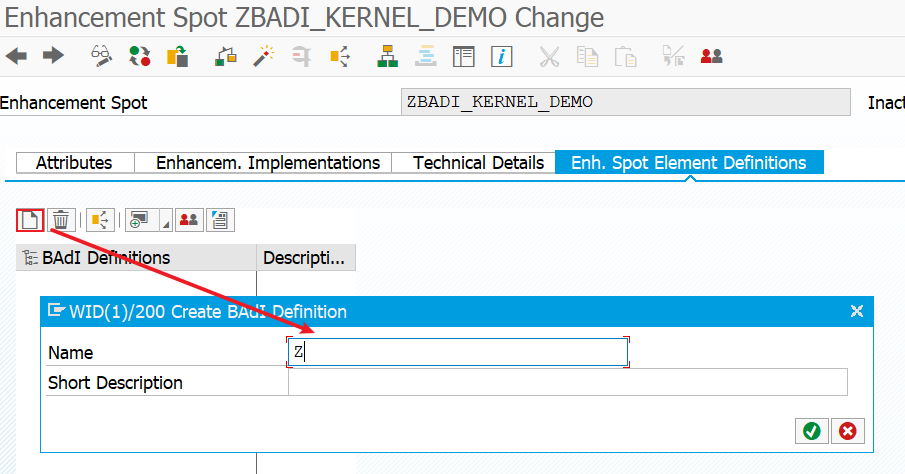 Enhancement Spot ZBADI_KERNEL_DEMO Change
Enhancement Spot ZBADI_KERNEL_DEMO Inact
Attributes Enhancem. Implementations Technical Details Enh. Spot Element Definitions
BAdI Definitions Descripti...
WID(1)/200 Create BAdI Definition
Name Z
Short Description